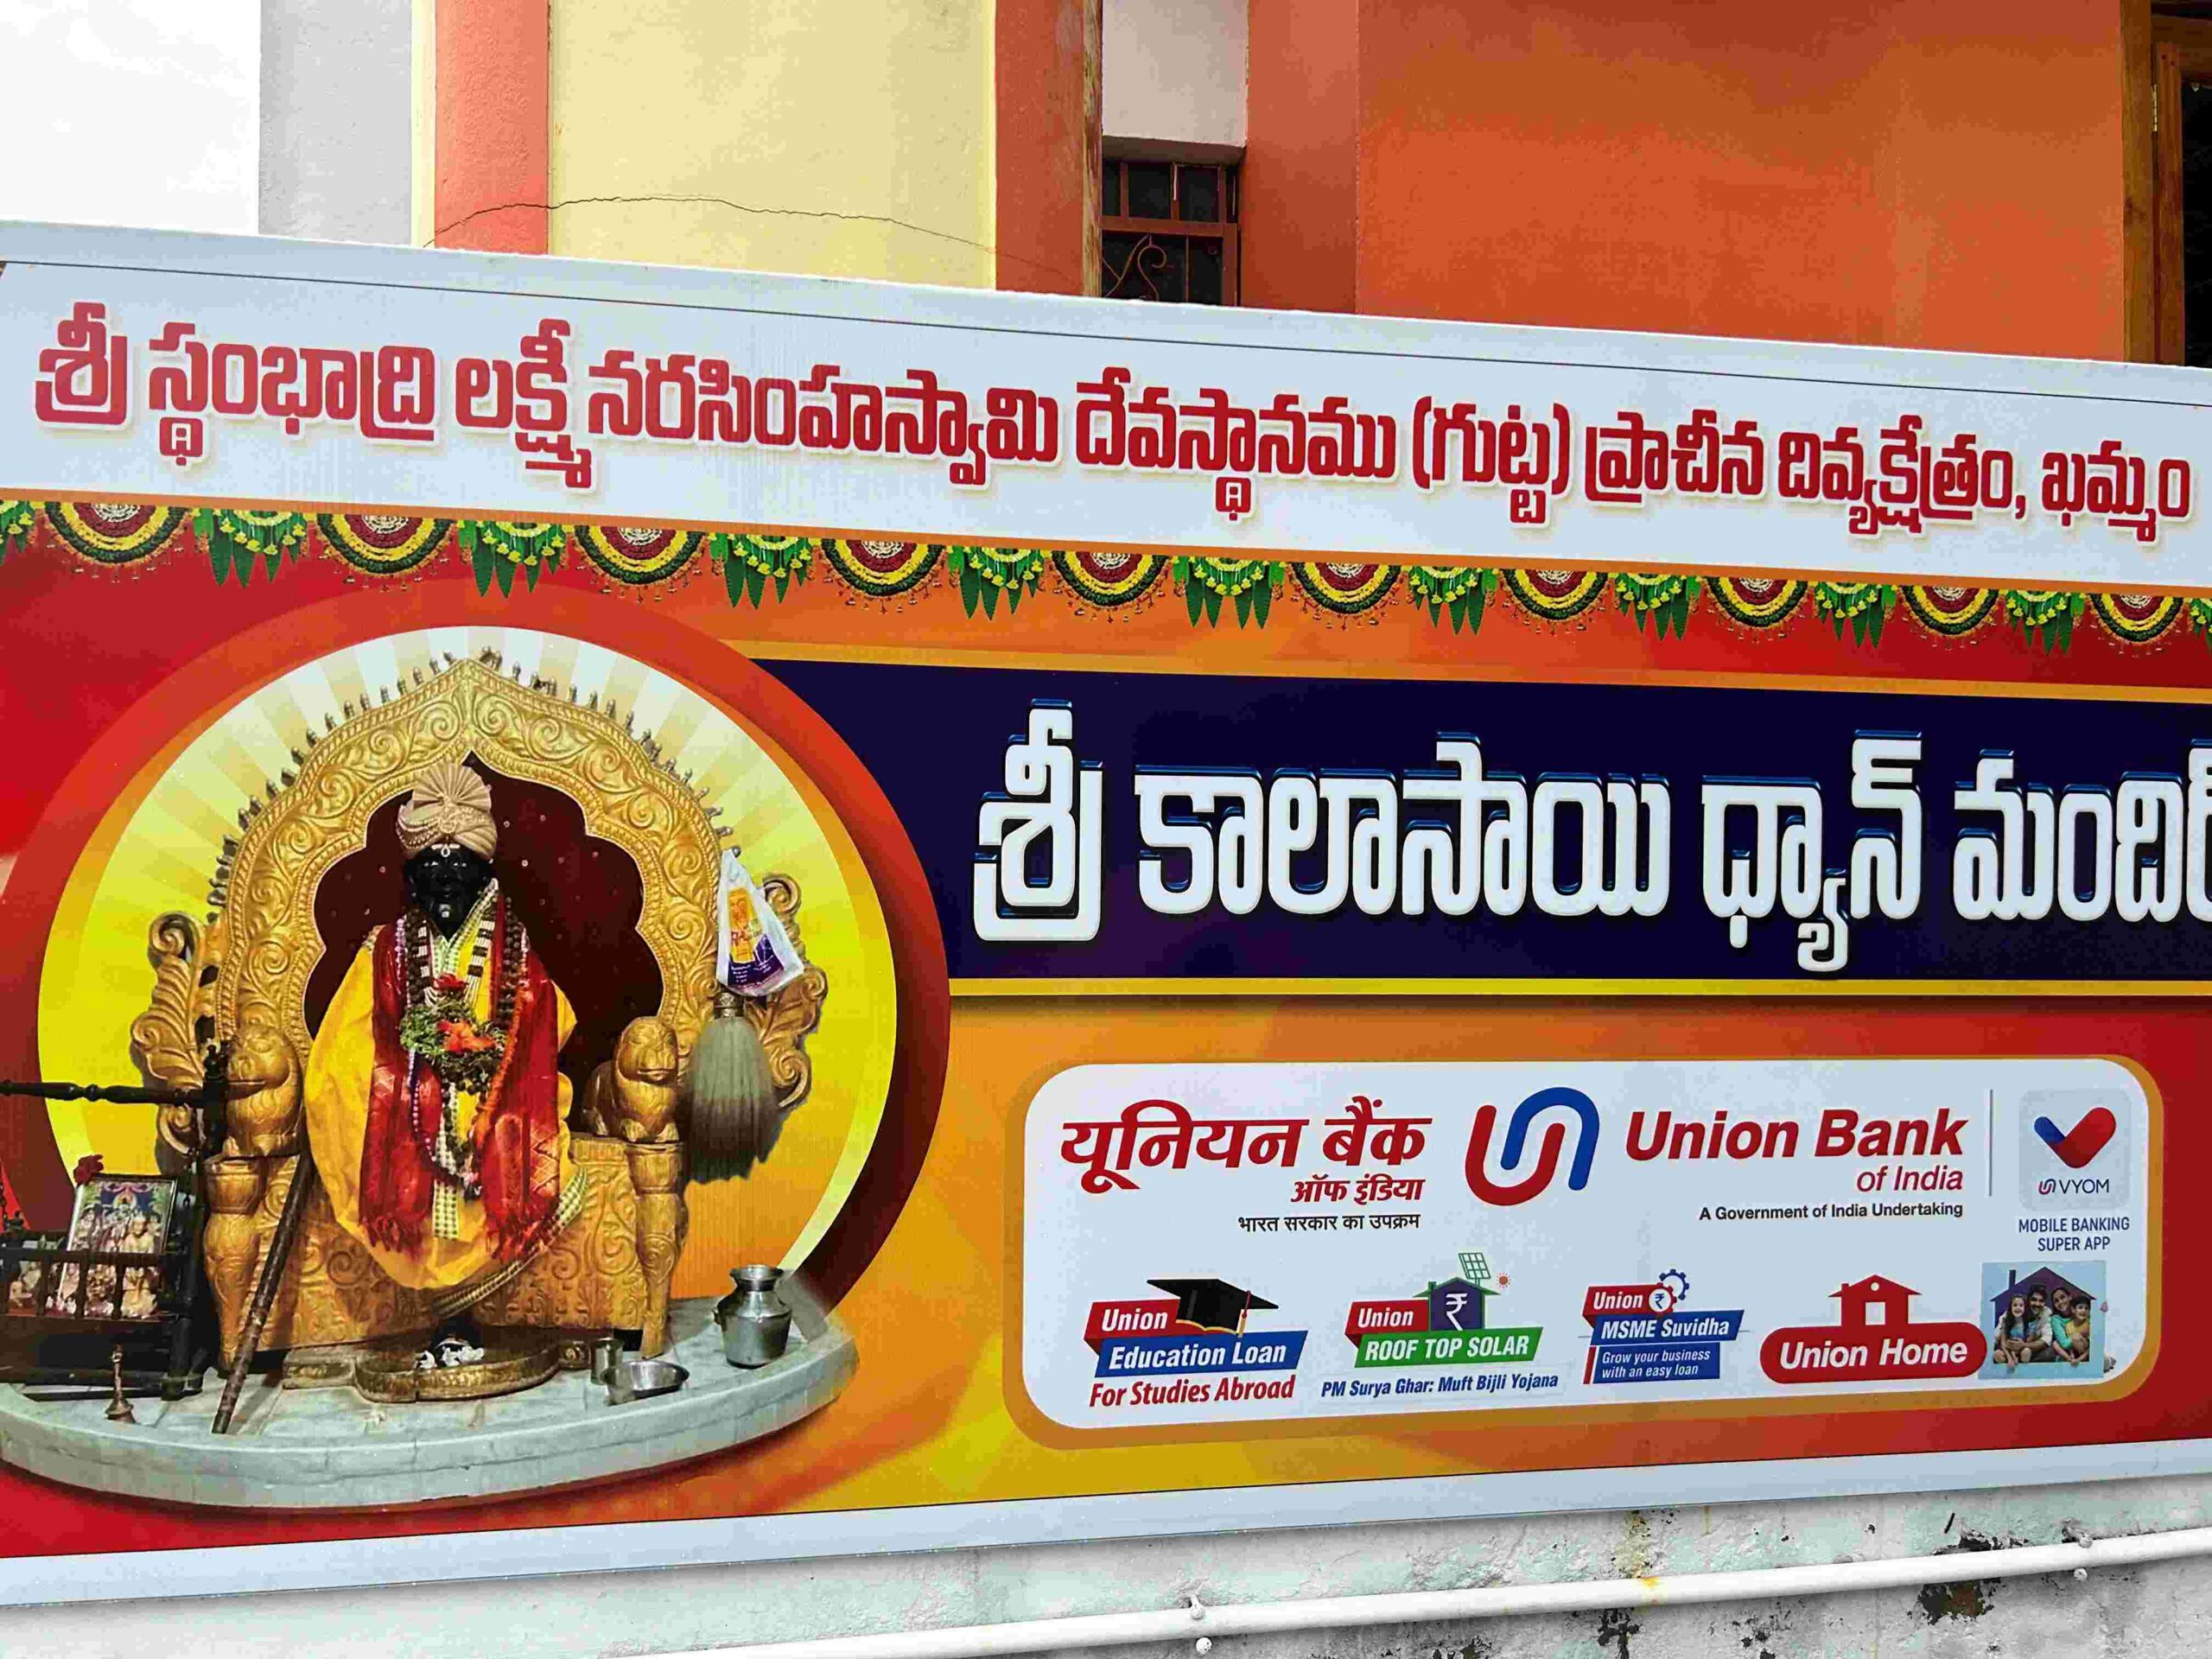 శ్రీ స్థంభాద్రి లక్ష్మీ నరసింహస్వామి దేవస్థానము (గుట్ట) ప్రాచీన దివ్యక్షేత్రం, ఖమ్మం
శ్రీ కాలాసాయి ధ్యాన్ మందిర్
यूनियन बैंक
ऑफ इंडिया
भारत सरकार का उपक्रम
Union Bank
of India
A Government of India Undertaking
VYOM
MOBILE BANKING
SUPER APP
Union
Education Loan
For Studies Abroad
Union
ROOF TOP SOLAR
PM Surya Ghar: Muft Bijli Yojana
Union
MSME Suvidha
Grow your business
with an easy loan
Union Home